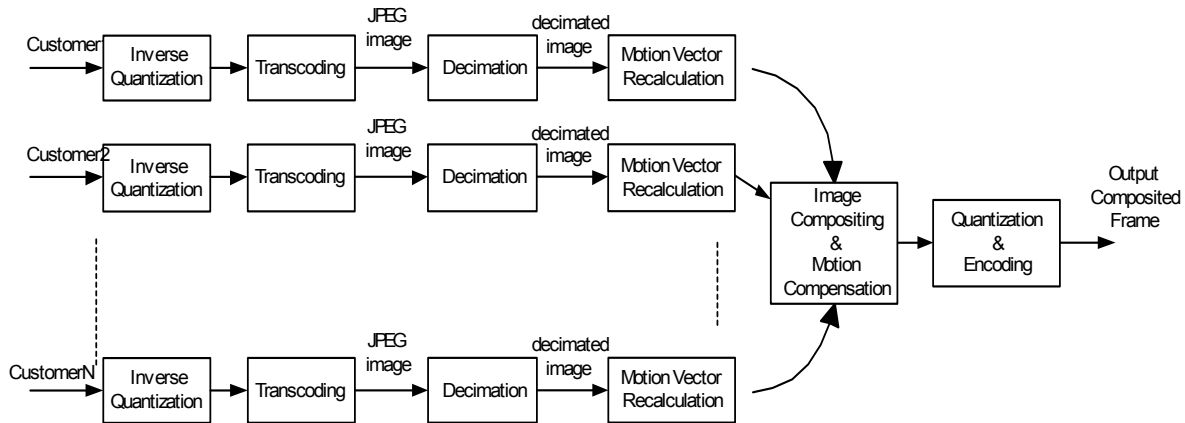 JPEG
image
decimated
image
Customer
Inverse
Quantization
Transcoding
Decimation
Motion Vector
Recalculation
JPEG
image
decimated
image
Customer2
Inverse
Quantization
Transcoding
Decimation
Motion Vector
Recalculation
Image
Compositing
&
Motion
Compensation
Quantization
&
Encoding
Output
Composited
Frame
JPEG
image
decimated
image
CustomerN
Inverse
Quantization
Transcoding
Decimation
Motion Vector
Recalculation